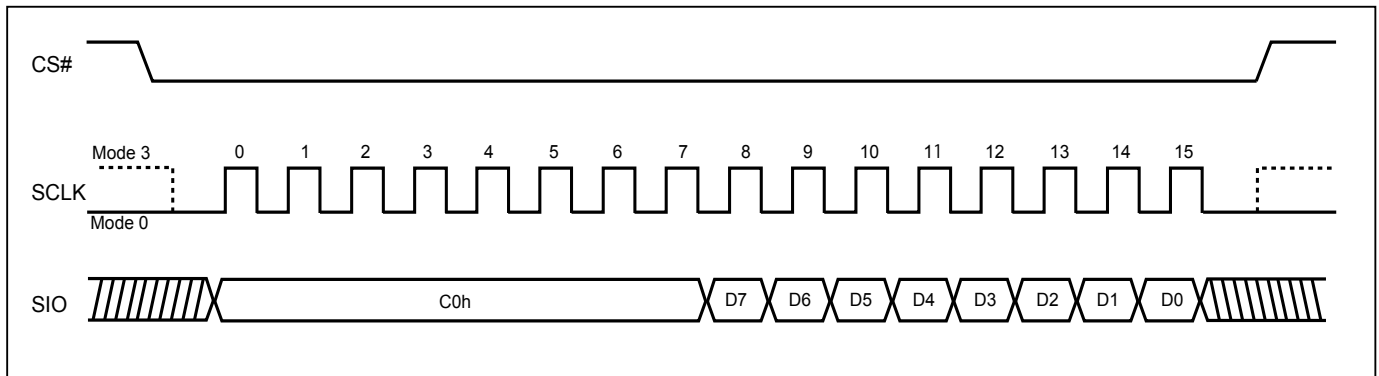 CS#
Mode 3 0 1 2 3 4 5 6 7 8 9 10 11 12 13 14 15
SCLK
Mode 0
SIO C0h D7 D6 D5 D4 D3 D2 D1 D0